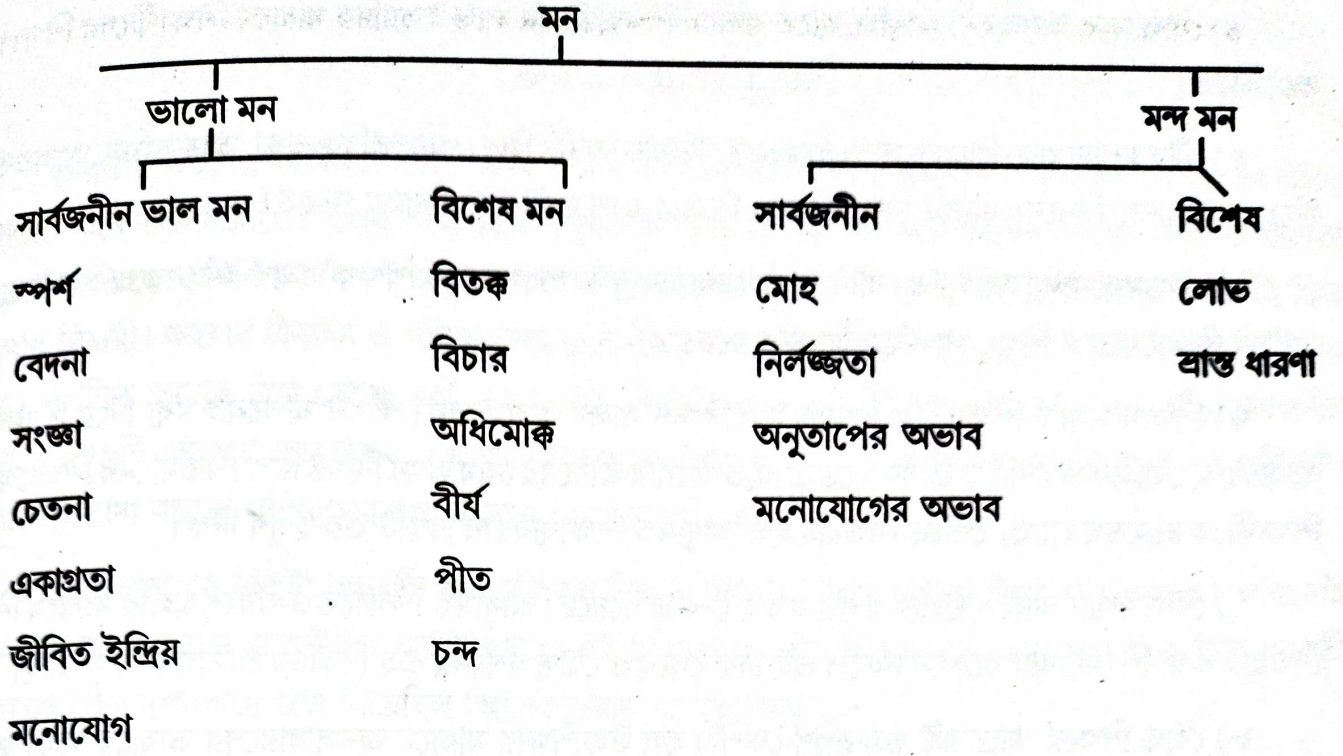 মন
ভালো মন মন্দ মন
সার্বজনীন ভাল মন বিশেষ মন সার্বজনীন বিশেষ
স্পর্শ বিতক্ক মোহ লোভ
বেদনা বিচার নির্লজ্জতা ভ্রান্ত ধারণা
সংজ্ঞা অধিমোক্ক অনুতাপের অভাব
চেতনা বীর্য মনোযোগের অভাব
একাগ্রতা পীত
জীবিত ইন্দ্রিয় চন্দ
মনোযোগ